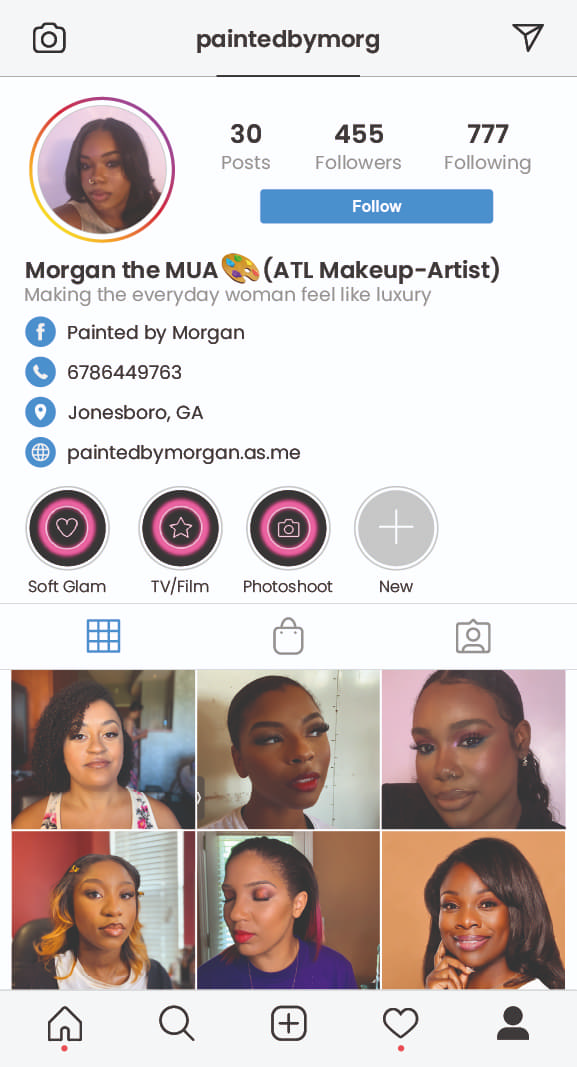 paintedbymorg
30 455 777
Posts Followers Following
Follow
Morgan the MUA🎨(ATL Makeup-Artist)
Making the everyday woman feel like luxury
Painted by Morgan
6786449763
Jonesboro, GA
paintedbymorgan.as.me
Soft Glam TV/Film Photoshoot New